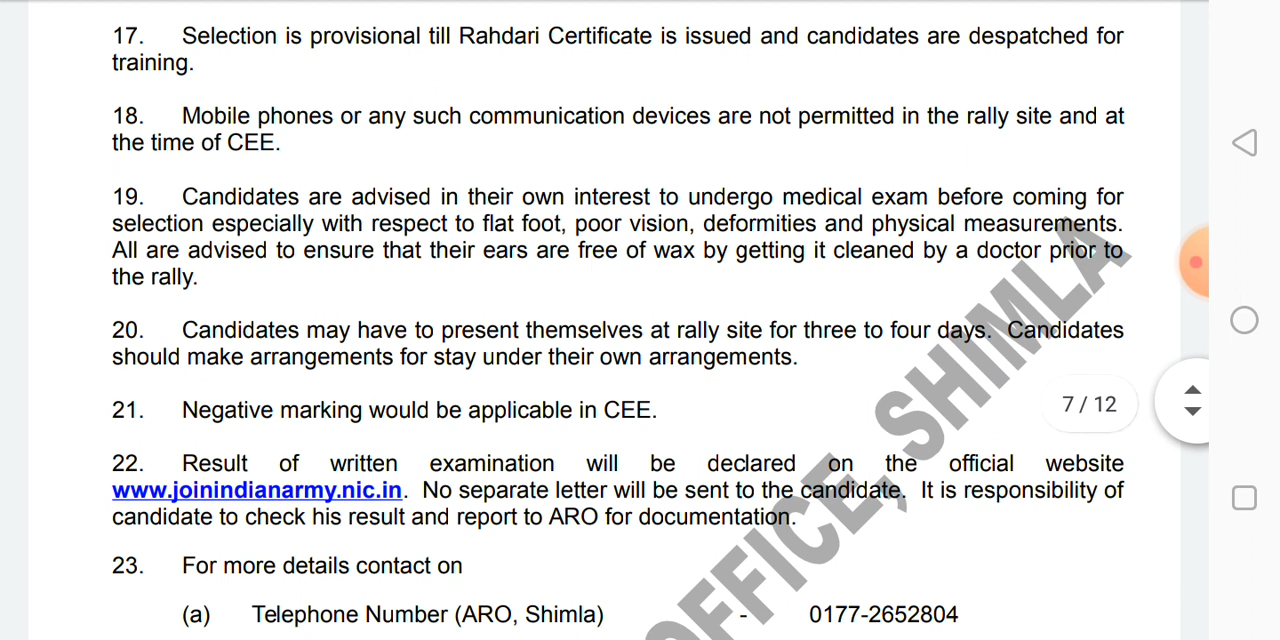 17. Selection is provisional till Rahdari Certificate is issued and candidates are despatched for
training.
18. Mobile phones or any such communication devices are not permitted in the rally site and at
the time of CEE.
19. Candidates are advised in their own interest to undergo medical exam before coming for
selection especially with respect to flat foot, poor vision, deformities and physical measurements.
All are advised to ensure that their ears are free of wax by getting it cleaned by a doctor prior to
the rally.
20. Candidates may have to present themselves at rally site for three to four days. Candidates
should make arrangements for stay under their own arrangements.
21. Negative marking would be applicable in CEE.
7 / 12
22. Result of written examination will be declared on the official website
www.joinindianarmy.nic.in. No separate letter will be sent to the candidate. It is responsibility of
candidate to check his result and report to ARO for documentation.
23. For more details contact on
(a) Telephone Number (ARO, Shimla) - 0177-2652804
OFFICE, SHIMLA